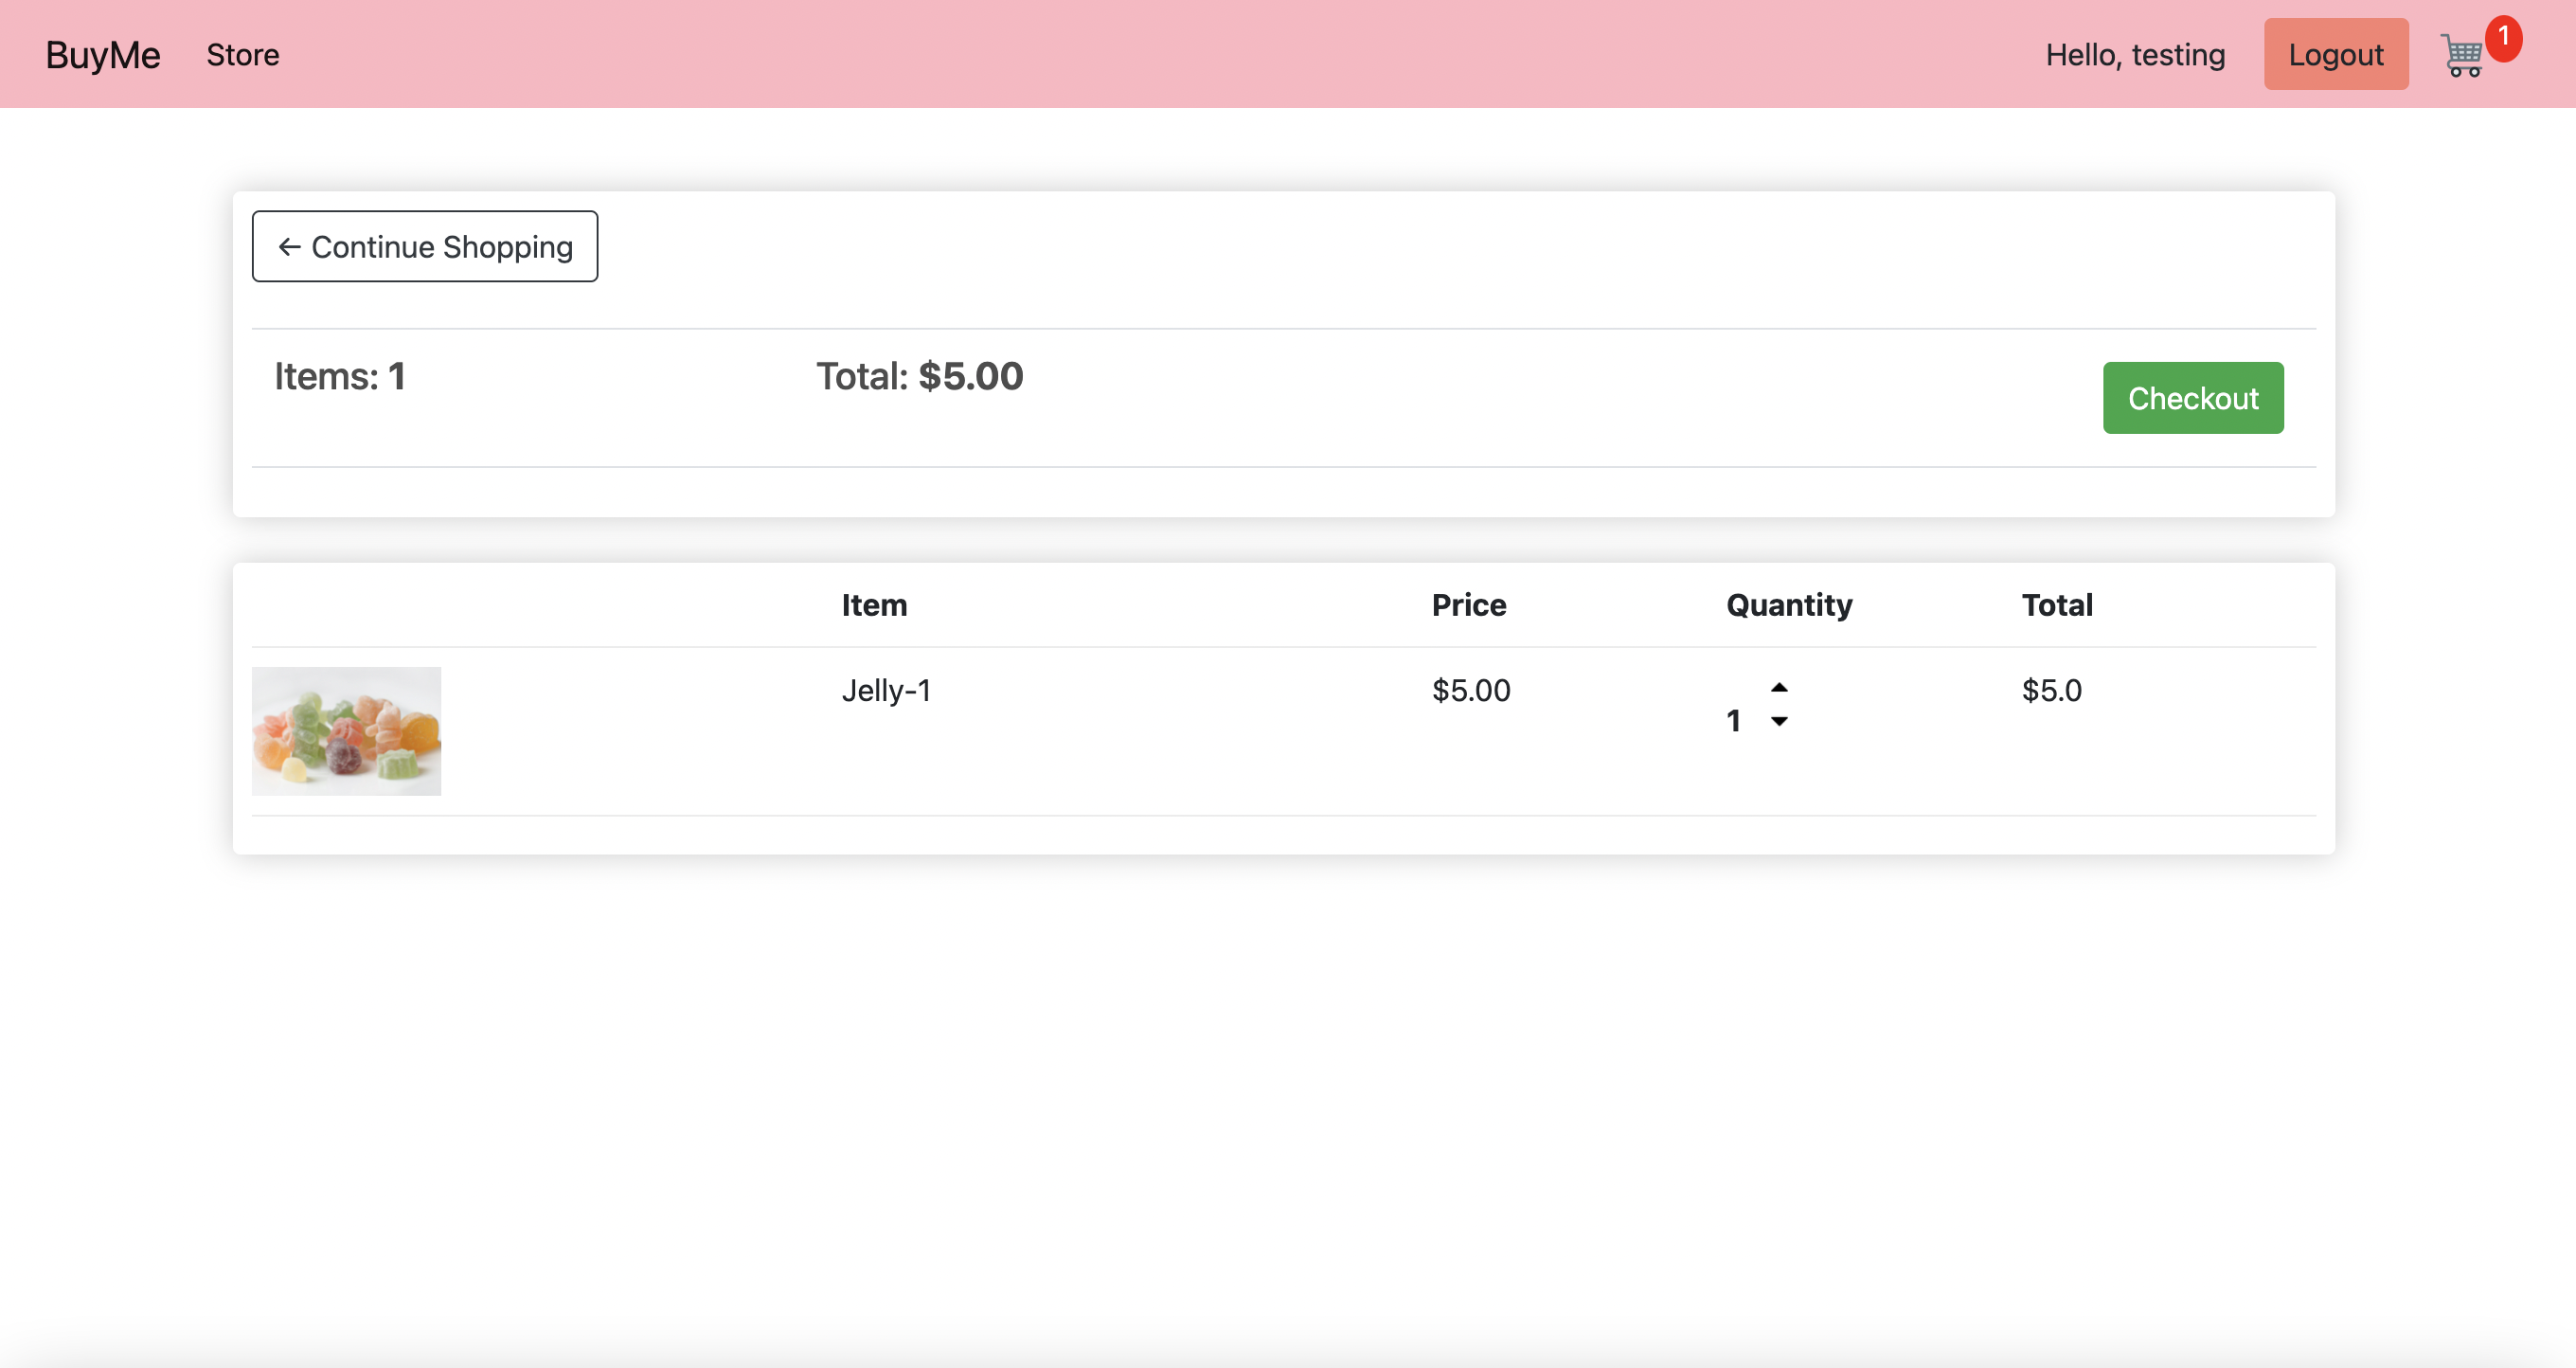 BuyMe Store Hello, testing Logout 1
← Continue Shopping
Items: 1 Total: $5.00 Checkout
Item Price Quantity Total
Jelly-1 $5.00 1 $5.0